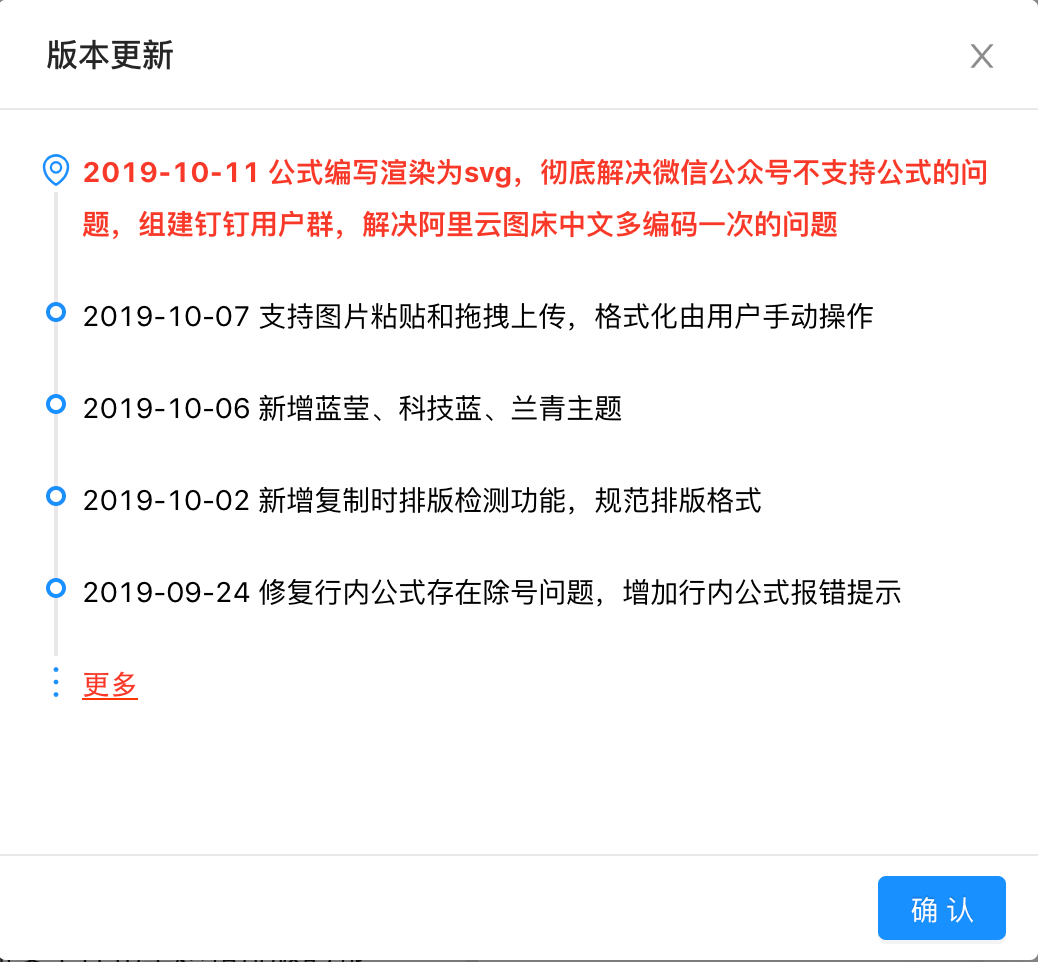 版本更新
2019-10-11 公式编写渲染为svg，彻底解决微信公众号不支持公式的问
题，组建钉钉用户群，解决阿里云图床中文多编码一次的问题
2019-10-07 支持图片粘贴和拖拽上传，格式化由用户手动操作
2019-10-06 新增蓝莹、科技蓝、兰青主题
2019-10-02 新增复制时排版检测功能，规范排版格式
2019-09-24 修复行内公式存在除号问题，增加行内公式报错提示
更多
确 认